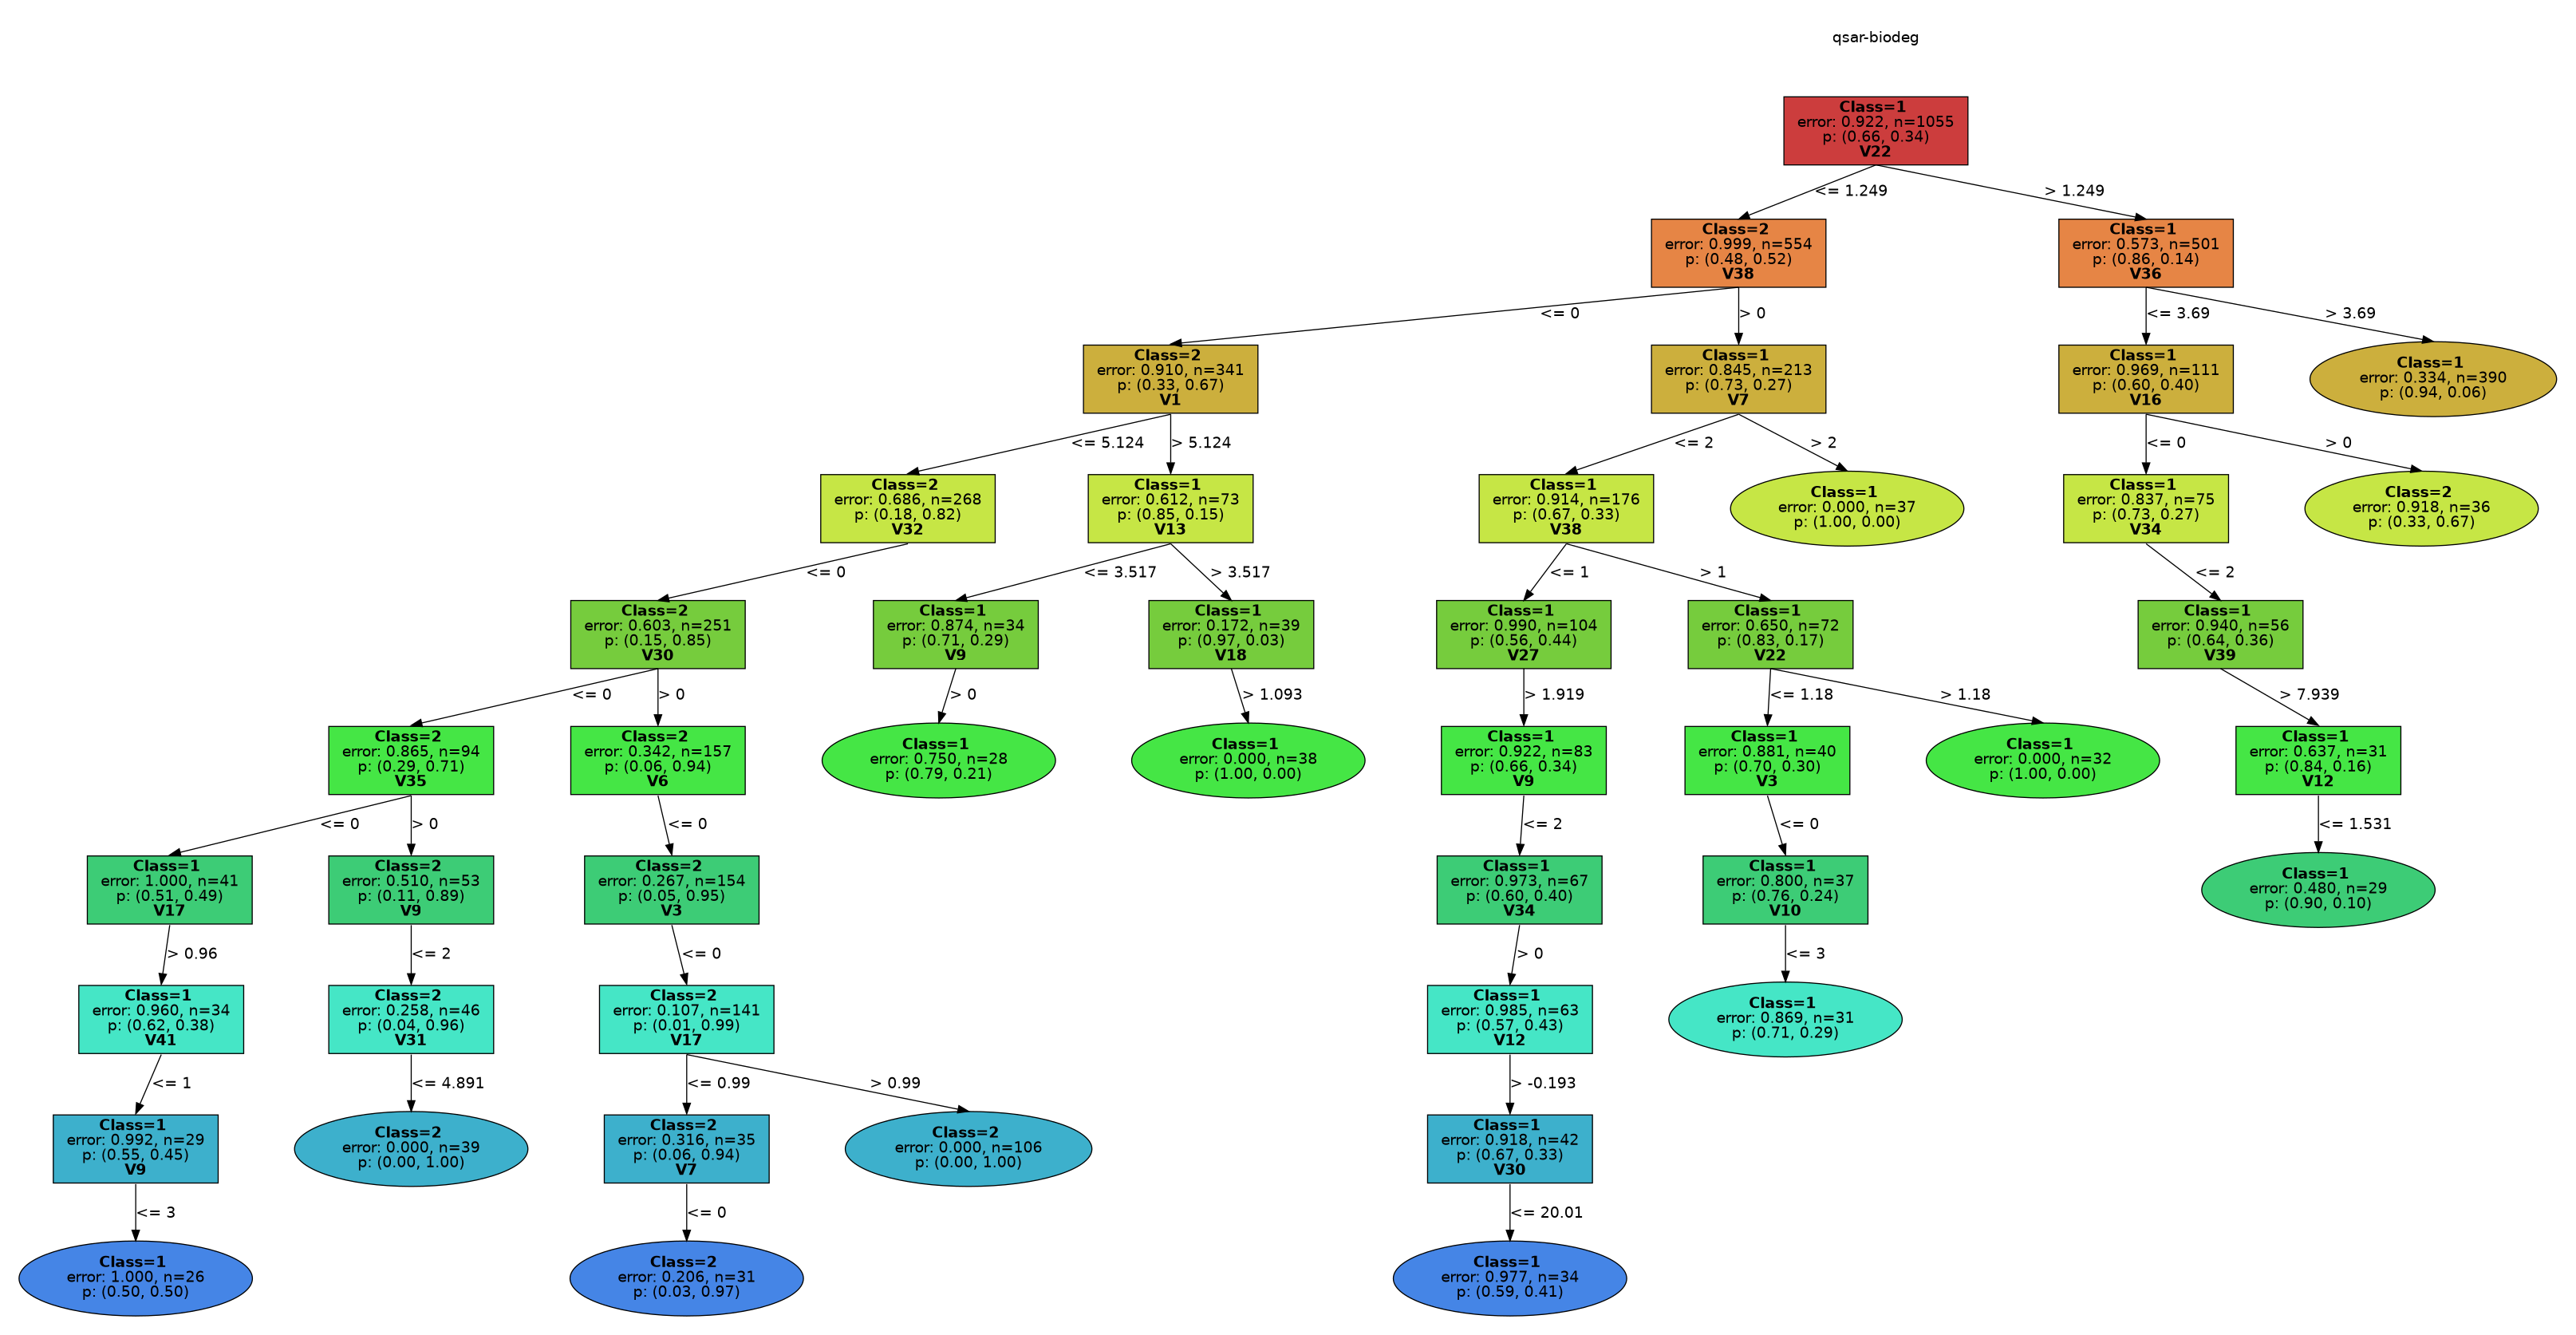 qsar-biodeg
Class=1
error: 0.922, n=1055
p: (0.66, 0.34)
V22
<= 1.249
> 1.249
Class=2
error: 0.999, n=554
p: (0.48, 0.52)
V38
Class=1
error: 0.573, n=501
p: (0.86, 0.14)
V36
<= 0
> 0
<= 3.69
> 3.69
Class=2
error: 0.910, n=341
p: (0.33, 0.67)
V1
Class=1
error: 0.845, n=213
p: (0.73, 0.27)
V7
Class=1
error: 0.969, n=111
p: (0.60, 0.40)
V16
Class=1
error: 0.334, n=390
p: (0.94, 0.06)
<= 5.124
> 5.124
<= 2
> 2
<= 0
> 0
Class=2
error: 0.686, n=268
p: (0.18, 0.82)
V32
Class=1
error: 0.612, n=73
p: (0.85, 0.15)
V13
Class=1
error: 0.914, n=176
p: (0.67, 0.33)
V38
Class=1
error: 0.000, n=37
p: (1.00, 0.00)
Class=1
error: 0.837, n=75
p: (0.73, 0.27)
V34
Class=2
error: 0.918, n=36
p: (0.33, 0.67)
<= 0
<= 3.517
> 3.517
<= 1
> 1
<= 2
Class=2
error: 0.603, n=251
p: (0.15, 0.85)
V30
Class=1
error: 0.874, n=34
p: (0.71, 0.29)
V9
Class=1
error: 0.172, n=39
p: (0.97, 0.03)
V18
Class=1
error: 0.990, n=104
p: (0.56, 0.44)
V27
Class=1
error: 0.650, n=72
p: (0.83, 0.17)
V22
Class=1
error: 0.940, n=56
p: (0.64, 0.36)
V39
<= 0
> 0
> 0
> 1.093
> 1.919
<= 1.18
> 1.18
> 7.939
Class=2
error: 0.865, n=94
p: (0.29, 0.71)
V35
Class=2
error: 0.342, n=157
p: (0.06, 0.94)
V6
Class=1
error: 0.750, n=28
p: (0.79, 0.21)
Class=1
error: 0.000, n=38
p: (1.00, 0.00)
Class=1
error: 0.922, n=83
p: (0.66, 0.34)
V9
Class=1
error: 0.881, n=40
p: (0.70, 0.30)
V3
Class=1
error: 0.000, n=32
p: (1.00, 0.00)
Class=1
error: 0.637, n=31
p: (0.84, 0.16)
V12
<= 0
> 0
<= 0
<= 2
<= 0
<= 1.531
Class=1
error: 1.000, n=41
p: (0.51, 0.49)
V17
Class=2
error: 0.510, n=53
p: (0.11, 0.89)
V9
Class=2
error: 0.267, n=154
p: (0.05, 0.95)
V3
Class=1
error: 0.973, n=67
p: (0.60, 0.40)
V34
Class=1
error: 0.800, n=37
p: (0.76, 0.24)
V10
Class=1
error: 0.480, n=29
p: (0.90, 0.10)
> 0.96
<= 2
<= 0
> 0
<= 3
Class=1
error: 0.960, n=34
p: (0.62, 0.38)
V41
Class=2
error: 0.258, n=46
p: (0.04, 0.96)
V31
Class=2
error: 0.107, n=141
p: (0.01, 0.99)
V17
Class=1
error: 0.985, n=63
p: (0.57, 0.43)
V12
Class=1
error: 0.869, n=31
p: (0.71, 0.29)
<= 1
<= 4.891
<= 0.99
> 0.99
> -0.193
Class=1
error: 0.992, n=29
p: (0.55, 0.45)
V9
Class=2
error: 0.000, n=39
p: (0.00, 1.00)
Class=2
error: 0.316, n=35
p: (0.06, 0.94)
V7
Class=2
error: 0.000, n=106
p: (0.00, 1.00)
Class=1
error: 0.918, n=42
p: (0.67, 0.33)
V30
<= 3
<= 0
<= 20.01
Class=1
error: 1.000, n=26
p: (0.50, 0.50)
Class=2
error: 0.206, n=31
p: (0.03, 0.97)
Class=1
error: 0.977, n=34
p: (0.59, 0.41)